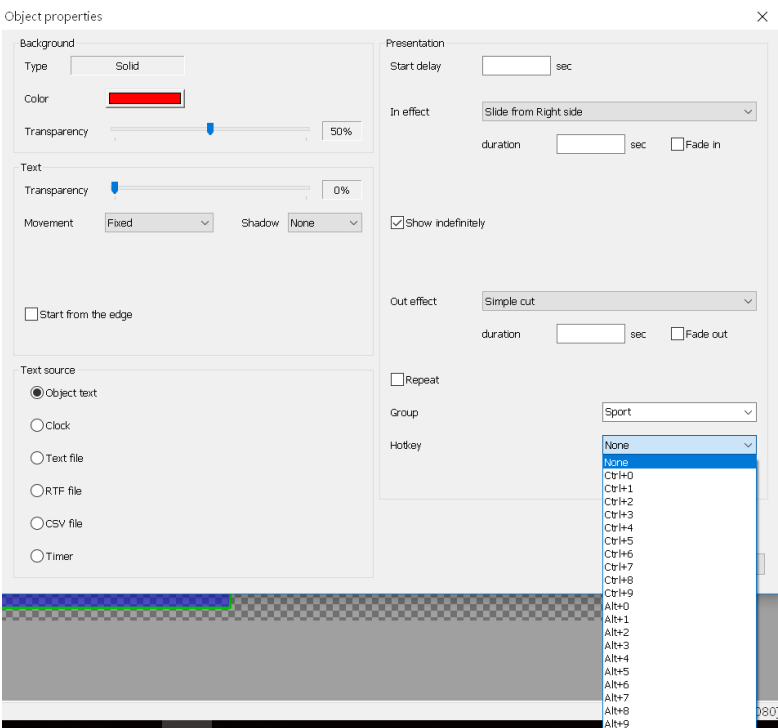 Object properties
Background
Type Solid
Color
Transparency 50%
Text
Transparency 0%
Movement Fixed Shadow None
Start from the edge
Text source
Object text
Clock
Text file
RTF file
CSV file
Timer
Presentation
Start delay sec
In effect Slide from Right side
duration sec Fade in
Show indefinitely
Out effect Simple cut
duration sec Fade out
Repeat
Group Sport
Hotkey None
None
Ctrl+0
Ctrl+1
Ctrl+2
Ctrl+3
Ctrl+4
Ctrl+5
Ctrl+6
Ctrl+7
Ctrl+8
Ctrl+9
Alt+0
Alt+1
Alt+2
Alt+3
Alt+4
Alt+5
Alt+6
Alt+7
Alt+8
Alt+9